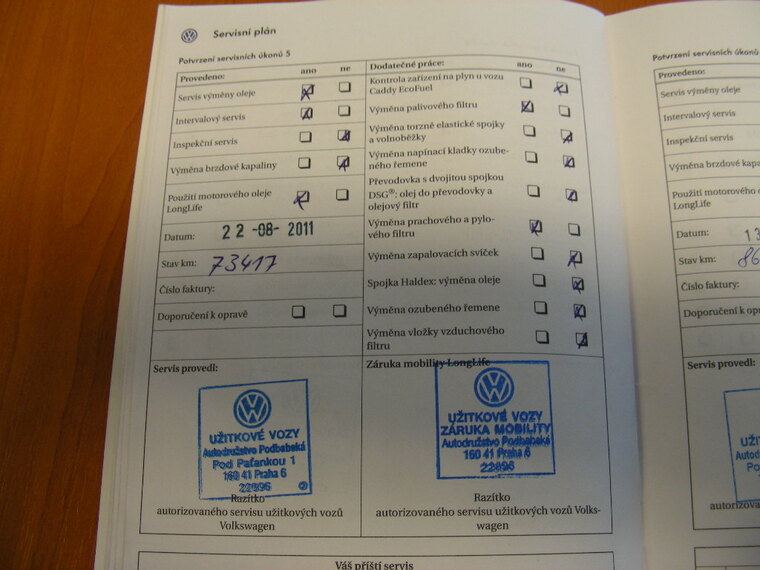 Servisní plán
Potvrzení servisních úkonů 5
Provedeno: ano ne
Servis výměny oleje
Intervalový servis
Inspekční servis
Výměna brzdové kapaliny
Použití motorového oleje
LongLife
Datum: 22-08-2011
Stav km: 73417
Číslo faktury:
Doporučení k opravě
Dodatečné práce: ano ne
Kontrola zařízení na plyn u vozu
Caddy EcoFuel
Výměna palivového filtru
Výměna torzně elastické spojky
a volnoběžky
Výměna napínací kladky ozube-
ného řemene
Převodovka s dvojitou spojkou
DSG®: olej do převodovky a
olejový filtr
Výměna prachového a pylo-
vého filtru
Výměna zapalovacích svíček
Spojka Haldex: výměna oleje
Výměna ozubeného řemene
Výměna vložky vzduchového
filtru
Servis provedl:
UŽITKOVÉ VOZY
Autodružstvo Podbabská
Pod Paťankou 1
160 41 Praha 6
22896
Razítko
autorizovaného servisu užitkových vozů
Volkswagen
Záruka mobility LongLife
UŽITKOVÉ VOZY
ZÁRUKA MOBILITY
Autodružstvo Podbabská
160 41 Praha 6
22896
Razítko
autorizovaného servisu užitkových vozů Volks-
wagen
Váš příští servis
Potvrzení servisních úkonů
Provedeno:
Servis výměny oleje
Intervalový servis
Inspekční servis
Výměna brzdové kapaliny
Použití motorového oleje
LongLife
Datum: 13
Stav km: 86
Číslo faktury:
Doporučení k opravě
Servis provedl: